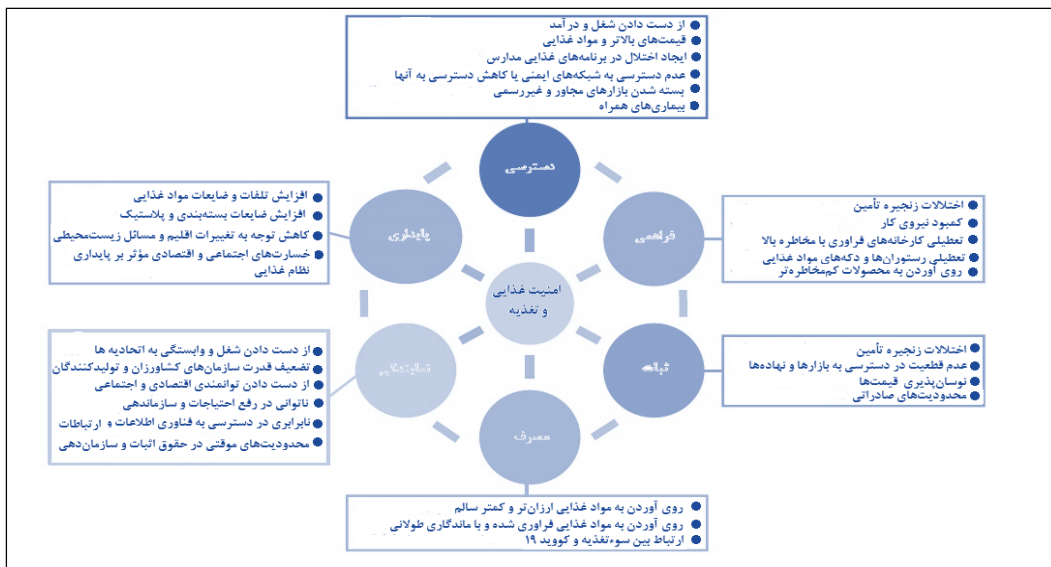 از دست دادن شغل و درآمد
قیمت‌های بالاتر و مواد غذایی
ایجاد اختلال در برنامه‌های غذایی مدارس
عدم دسترسی به شبکه‌های ایمنی یا کاهش دسترسی به آنها
بسته شدن بازارهای مجاور و غیررسمی
بیماری‌های همراه
دسترسی
فراهمی
اختلالات زنجیره تأمین
کمبود نیروی کار
تعطیلی کارخانه‌های فراوری با مخاطره بالا
تعطیلی رستوران‌ها و دکه‌های مواد غذایی
روی آوردن به محصولات کم‌مخاطره‌تر
پایداری
افزایش تلفات و ضایعات مواد غذایی
افزایش ضایعات بسته‌بندی و پلاستیک
کاهش توجه به تغییرات اقلیم و مسائل زیست‌محیطی
خسارت‌های اجتماعی و اقتصادی مؤثر بر پایداری
نظام غذایی
امنیت غذایی
و تغذیه
ثبات
اختلالات زنجیره تأمین
عدم قطعیت در دسترسی به بازارها و نهاده‌ها
نوسان‌پذیری قیمت‌ها
محدودیت‌های صادراتی
نمایندگی
از دست دادن شغل و وابستگی به اتحادیه ها
تضعیف قدرت سازمان‌های کشاورزان و تولیدکنندگان
از دست دادن توانمندی اقتصادی و اجتماعی
ناتوانی در رفع احتیاجات و سازماندهی
نابرابری در دسترسی به فناوری اطلاعات و ارتباطات
محدودیت‌های موقتی در حقوق اثبات و سازمان‌دهی
مصرف
روی آوردن به مواد غذایی ارزان‌تر و کمتر سالم
روی آوردن به مواد غذایی فراوری شده و با ماندگاری طولانی
ارتباط بین سوءتغذیه و کووید ۱۹